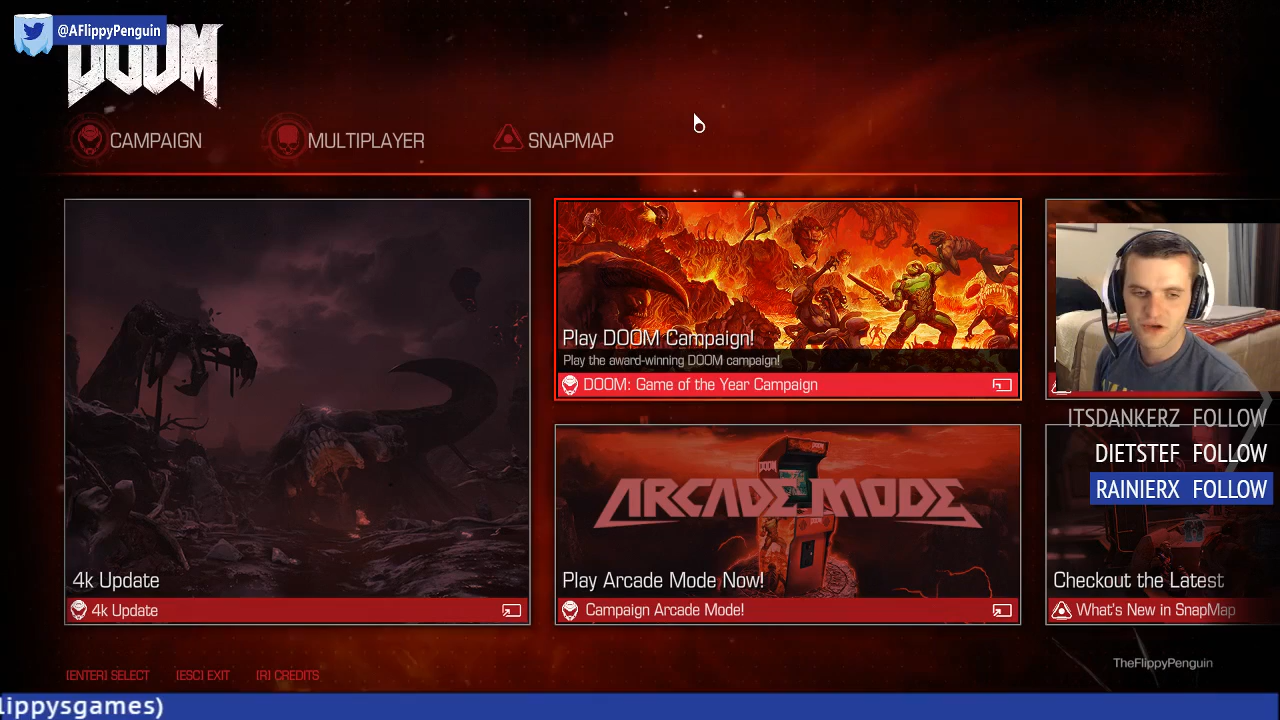 @AFlippyPenguin
DOOM
CAMPAIGN
MULTIPLAYER
SNAPMAP
Play DOOM Campaign!
Play the award-winning DOOM campaign!
DOOM: Game of the Year Campaign
ITSDANKERZ FOLLOW
DIETSTEF FOLLOW
RAINIERX FOLLOW
DOOM
ARCADE MODE
4k Update
4k Update
Play Arcade Mode Now!
Campaign Arcade Mode!
Checkout the Latest
What's New in SnapMap
TheFlippyPenguin
[ENTER] SELECT
[ESC] EXIT
[R] CREDITS
lippysgames)